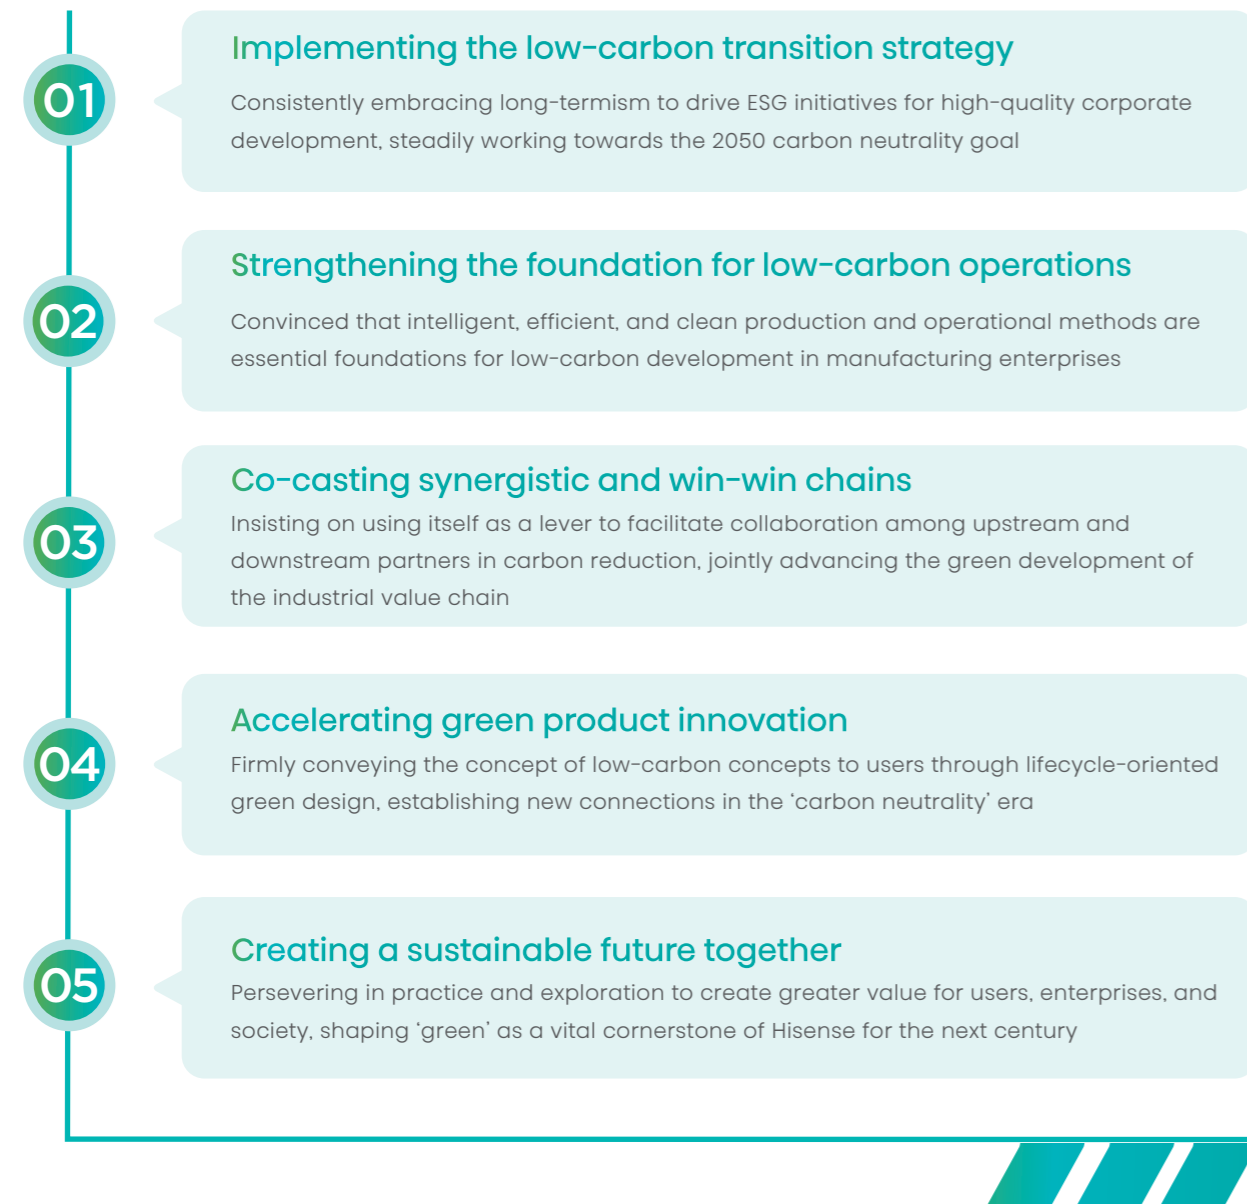 01
Implementing the low-carbon transition strategy
Consistently embracing long-termism to drive ESG initiatives for high-quality corporate
development, steadily working towards the 2050 carbon neutrality goal
02
Strengthening the foundation for low-carbon operations
Convinced that intelligent, efficient, and clean production and operational methods are
essential foundations for low-carbon development in manufacturing enterprises
03
Co-casting synergistic and win-win chains
Insisting on using itself as a lever to facilitate collaboration among upstream and
downstream partners in carbon reduction, jointly advancing the green development of
the industrial value chain
04
Accelerating green product innovation
Firmly conveying the concept of low-carbon concepts to users through lifecycle-oriented
green design, establishing new connections in the ‘carbon neutrality’ era
05
Creating a sustainable future together
Persevering in practice and exploration to create greater value for users, enterprises, and
society, shaping ‘green’ as a vital cornerstone of Hisense for the next century